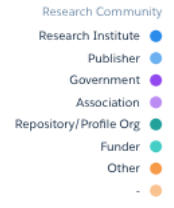 Research Community
Research Institute
Publisher
Government
Association
Repository/Profile Org
Funder
Other
-